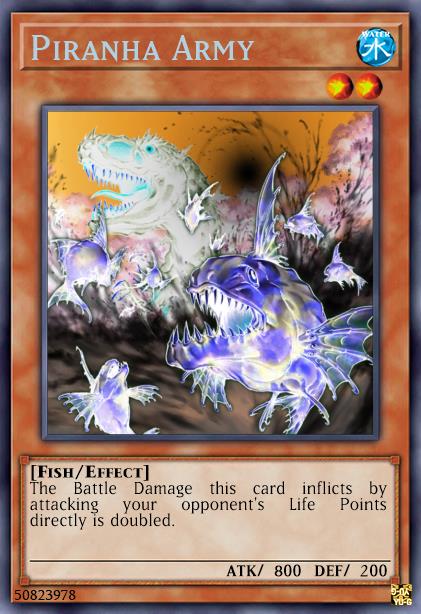 Piranha Army
WATER
水
[Fish/Effect]
The Battle Damage this card inflicts by
attacking your opponent's Life Points
directly is doubled.
ATK/ 800 DEF/ 200
50823978